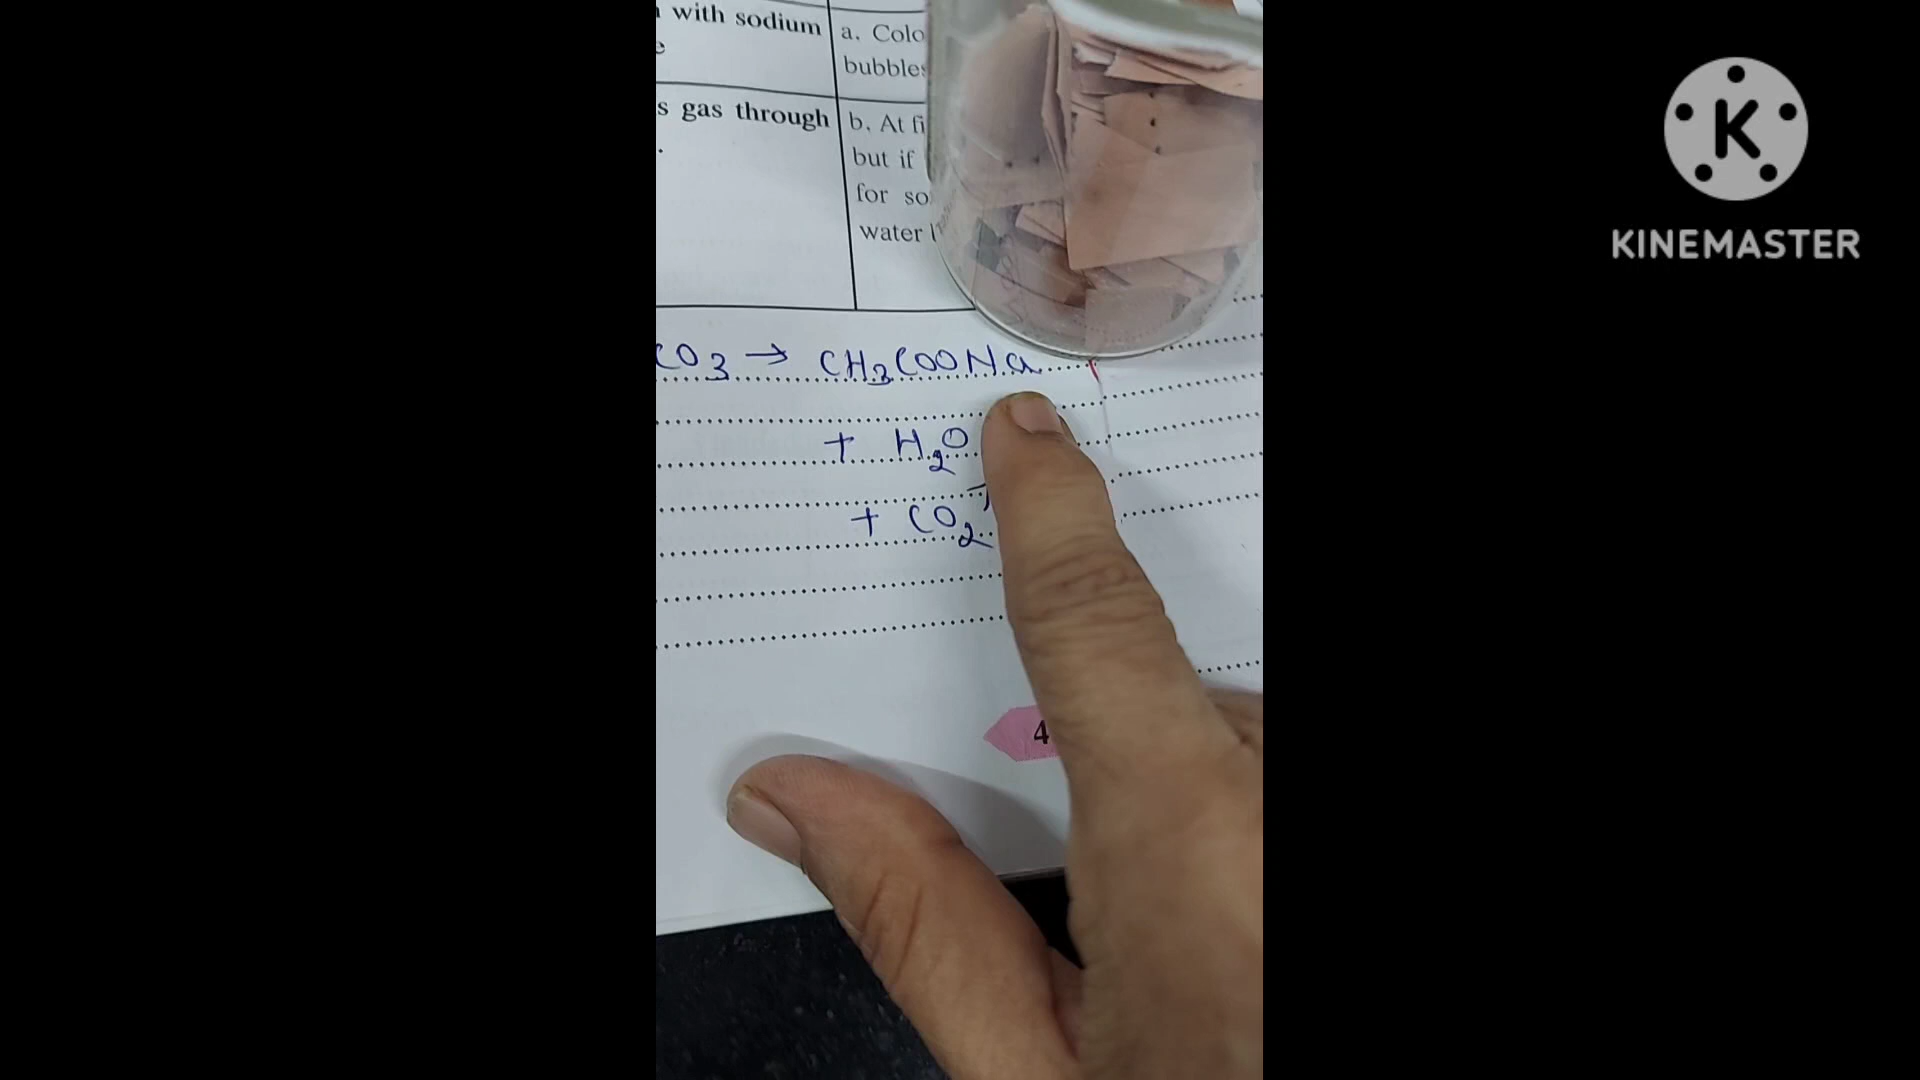 with sodium
a. Colo
bubbles
s gas through
b. At fi
but if
for so
water
CO3 → CH3COONa
+ H2O
+ CO2 ↑
4
K
KINEMASTER